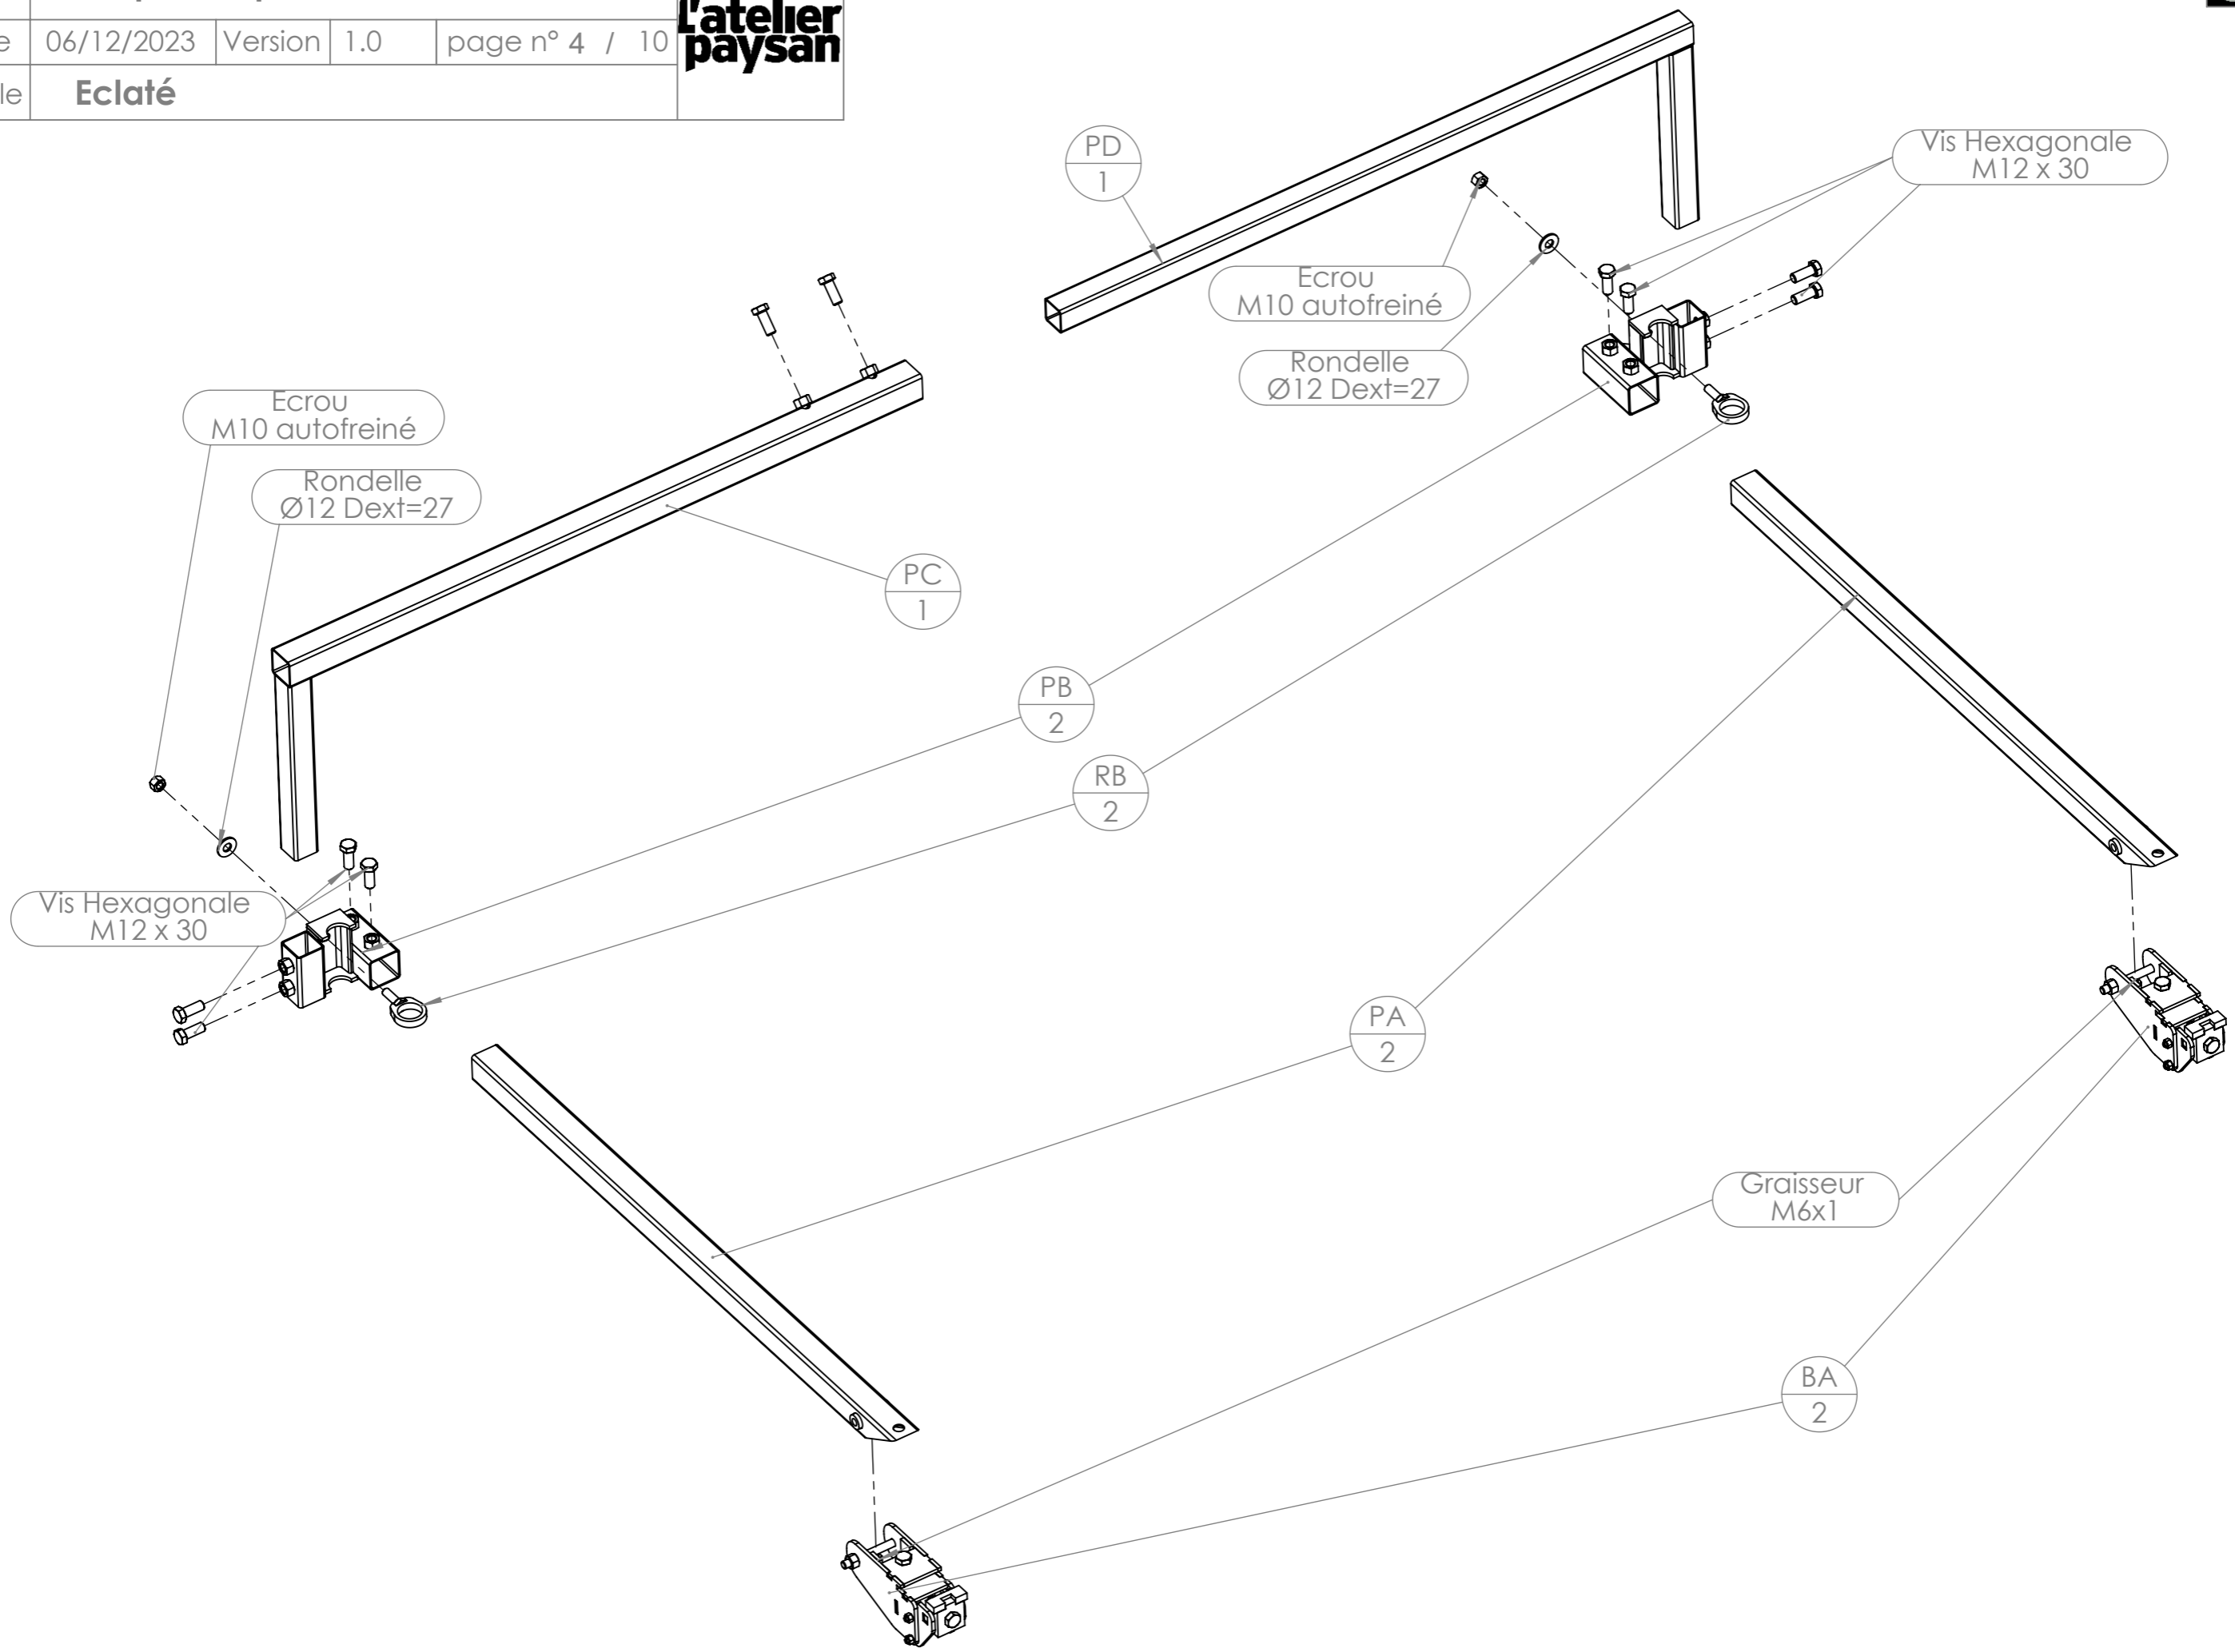 06/12/2023 Version 1.0 page n° 4 / 10
Eclaté
L'atelier
paysan
PD
1
Vis Hexagonale
M12 x 30
Ecrou
M10 autofreiné
Rondelle
Ø12 Dext=27
Ecrou
M10 autofreiné
Rondelle
Ø12 Dext=27
PC
1
PB
2
RB
2
Vis Hexagonale
M12 x 30
PA
2
Graisseur
M6x1
BA
2